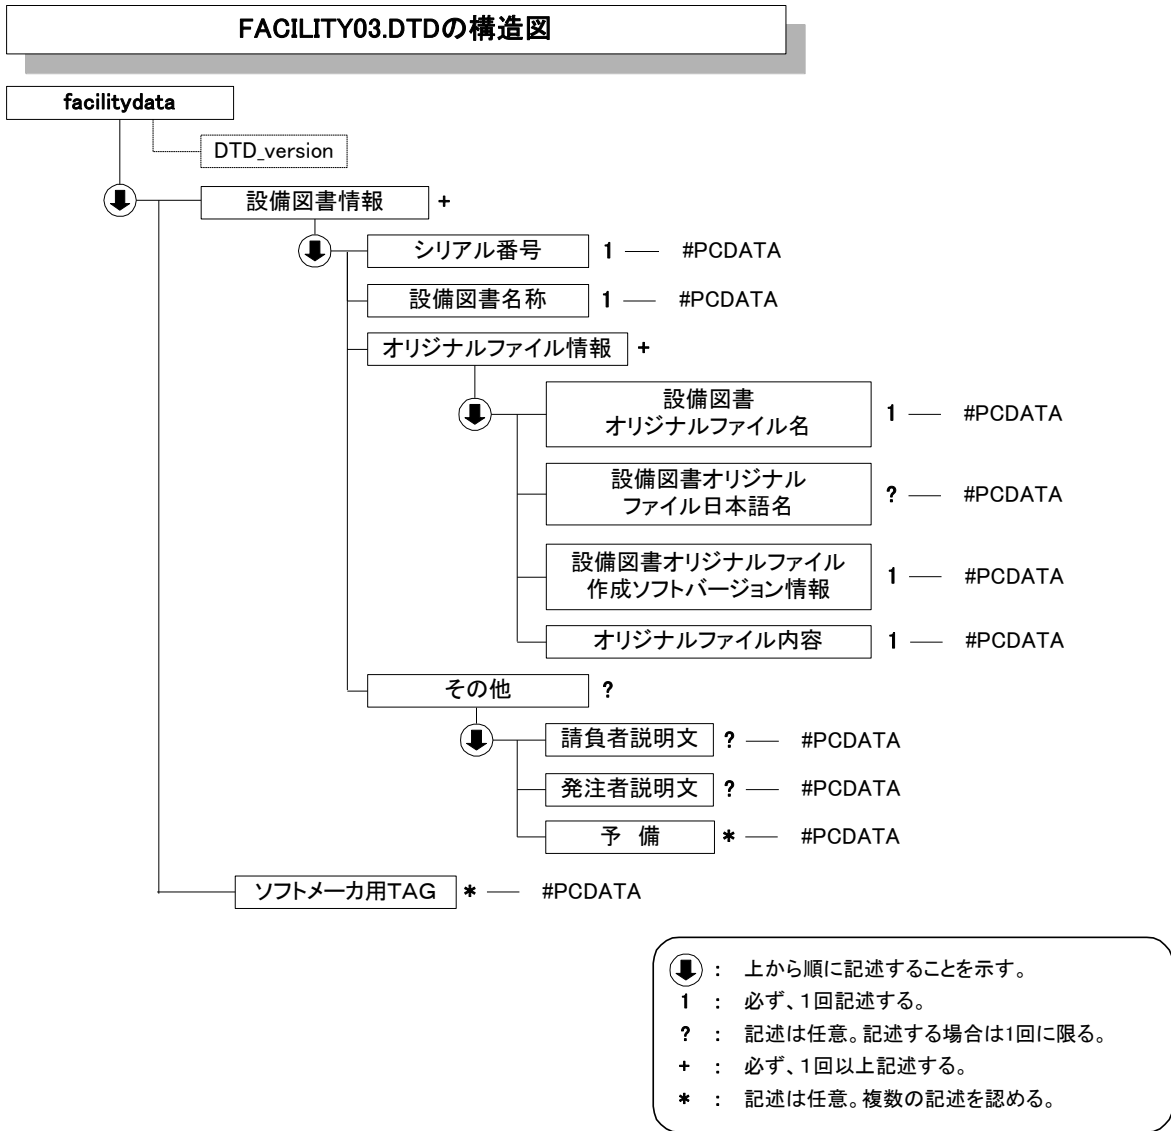 FACILITY03.DTDの構造図
facilitydata
DTD_version
設備図書情報 +
シリアル番号 1 #PCDATA
設備図書名称 1 #PCDATA
オリジナルファイル情報 +
設備図書
オリジナルファイル名 1 #PCDATA
設備図書オリジナル
ファイル日本語名 ? #PCDATA
設備図書オリジナルファイル
作成ソフトバージョン情報 1 #PCDATA
オリジナルファイル内容 1 #PCDATA
その他 ?
請負者説明文 ? #PCDATA
発注者説明文 ? #PCDATA
予 備 * #PCDATA
ソフトメーカ用TAG * #PCDATA
: 上から順に記述することを示す。
1 : 必ず、1回記述する。
? : 記述は任意。記述する場合は1回に限る。
+ : 必ず、1回以上記述する。
* : 記述は任意。複数の記述を認める。